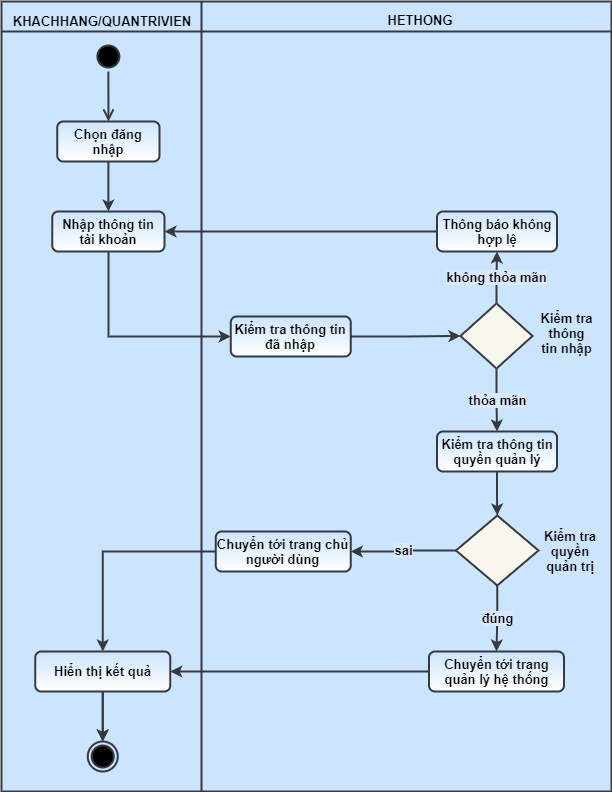 KHACHHANG/QUANTRIVIEN
HETHONG
Chọn đăng
nhập
Nhập thông tin
tài khoản
Thông báo không
hợp lệ
không thỏa mãn
Kiểm tra thông tin
đã nhập
Kiểm tra
thông
tin nhập
thỏa mãn
Kiểm tra thông tin
quyền quản lý
Chuyển tới trang chủ
người dùng
sai
Kiểm tra
quyền
quản trị
đúng
Hiển thị kết quả
Chuyển tới trang
quản lý hệ thống